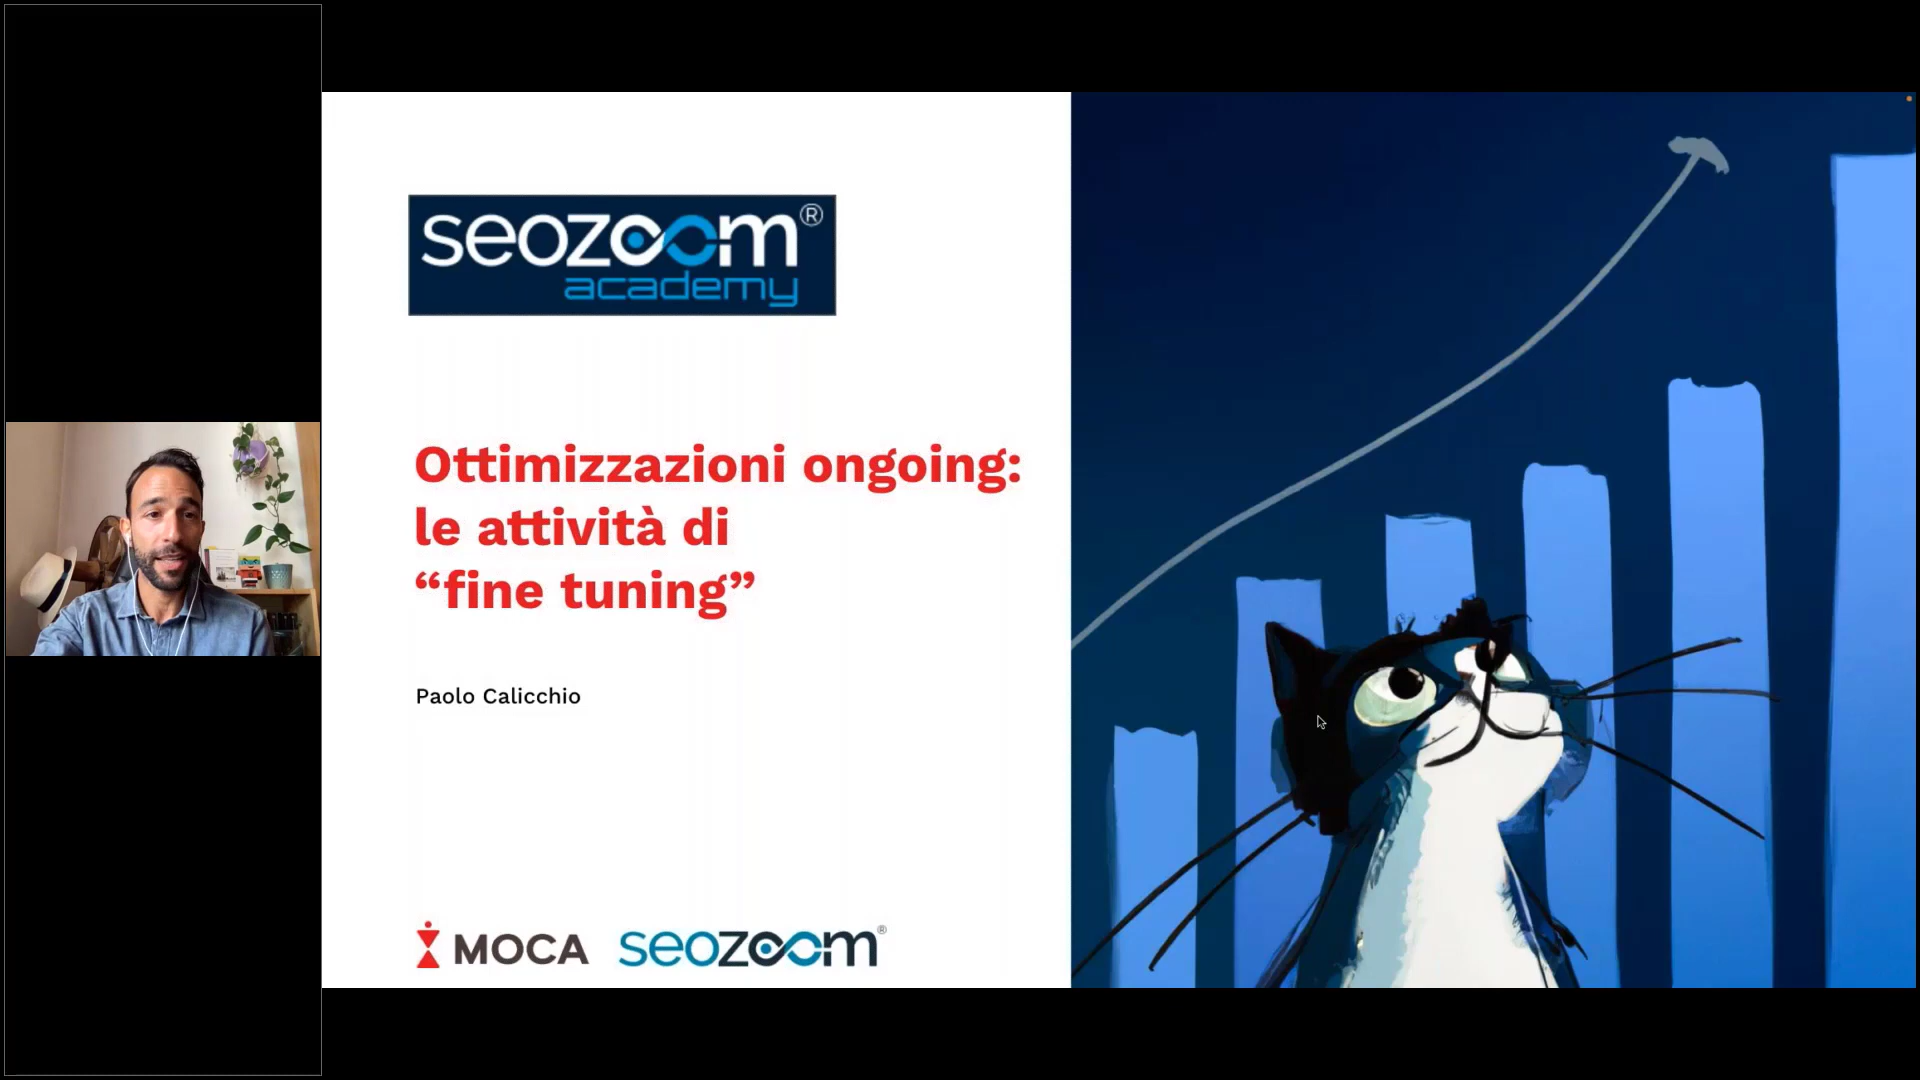 seozoom®
academy
Ottimizzazioni ongoing:
le attività di
“fine tuning”
Paolo Calicchio
MOCA seozoom®